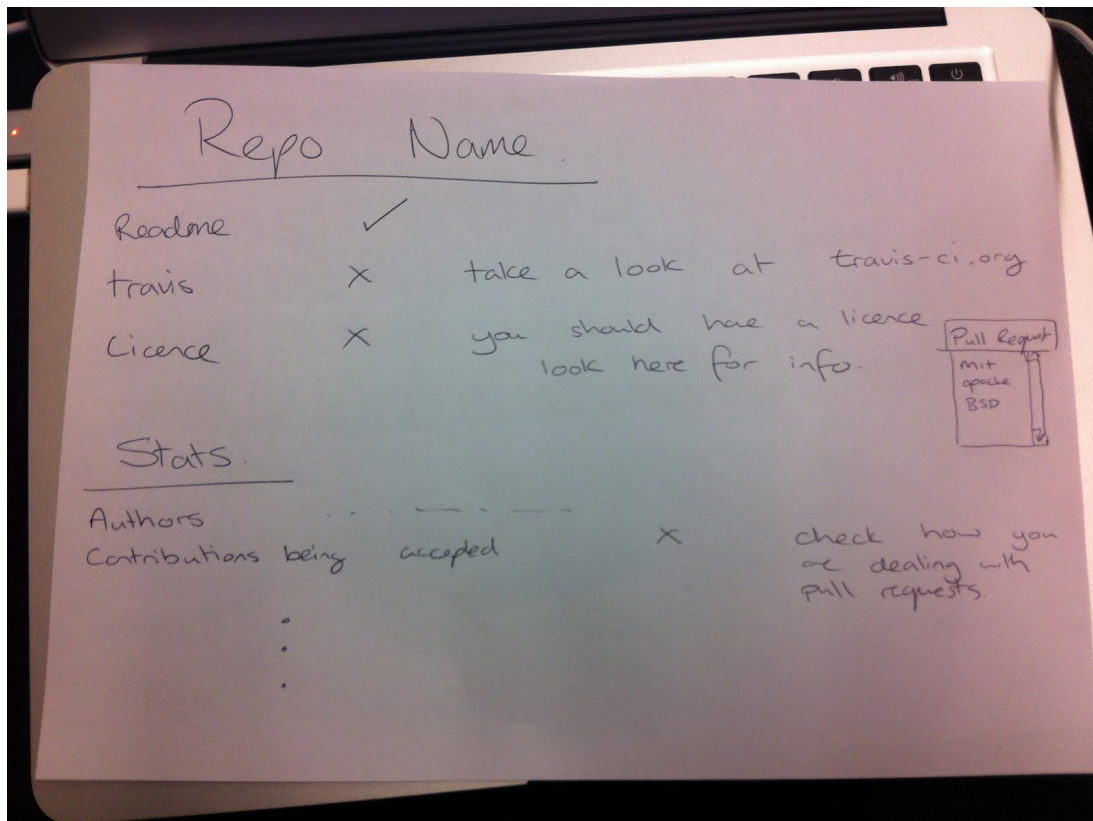 Repo Name.
Readme ✓
travis X take a look at travis-ci.org
Licence X you should have a licence
look here for info.
Pull Request
MIT
apache
BSD
Stats.
Authors
Contributions being accepted X check how you
are dealing with
pull requests.